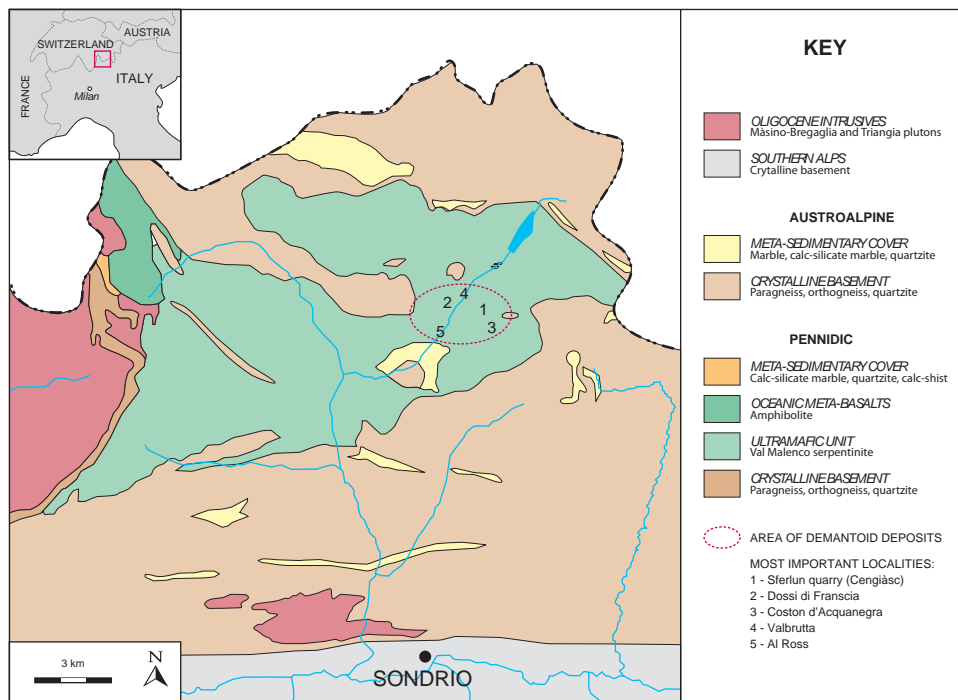 SWITZERLAND
AUSTRIA
FRANCE
ITALY
Milan
4
2
1
3
5
3 km
N
SONDRIO
KEY
OLIGOCENE INTRUSIVES
Màsino-Bregaglia and Triangia plutons
SOUTHERN ALPS
Crytalline basement
AUSTROALPINE
META-SEDIMENTARY COVER
Marble, calc-silicate marble, quartzite
CRYSTALLINE BASEMENT
Paragneiss, orthogneiss, quartzite
PENNIDIC
META-SEDIMENTARY COVER
Calc-silicate marble, quartzite, calc-shist
OCEANIC META-BASALTS
Amphibolite
ULTRAMAFIC UNIT
Val Malenco serpentinite
CRYSTALLINE BASEMENT
Paragneiss, orthogneiss, quartzite
AREA OF DEMANTOID DEPOSITS
MOST IMPORTANT LOCALITIES:
1 - Sferlun quarry (Cengiàsc)
2 - Dossi di Franscia
3 - Coston d'Acquanegra
4 - Valbrutta
5 - Al Ross